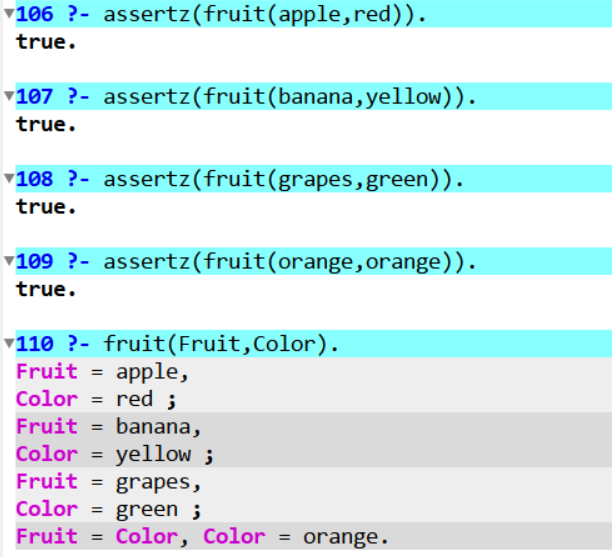 106 ?- assertz(fruit(apple,red)).
true.
107 ?- assertz(fruit(banana,yellow)).
true.
108 ?- assertz(fruit(grapes,green)).
true.
109 ?- assertz(fruit(orange,orange)).
true.
110 ?- fruit(Fruit,Color).
Fruit = apple,
Color = red ;
Fruit = banana,
Color = yellow ;
Fruit = grapes,
Color = green ;
Fruit = Color, Color = orange.